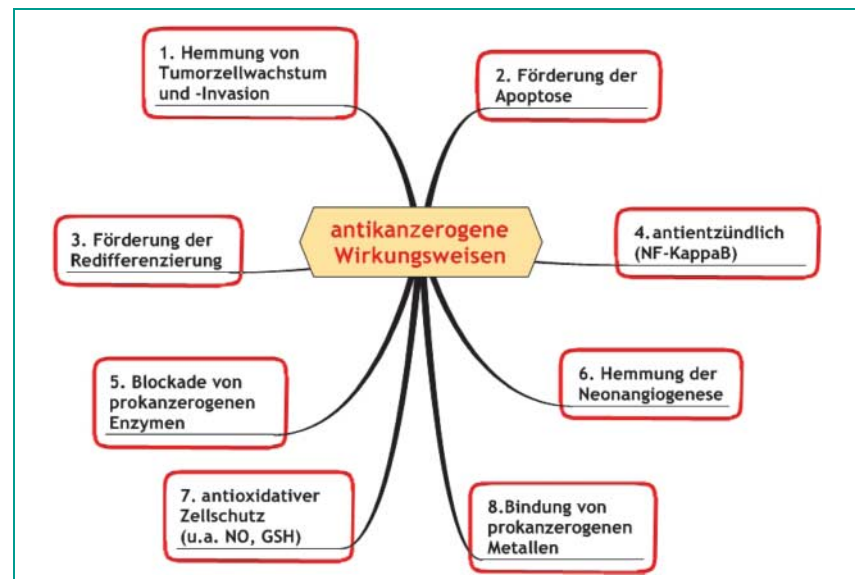 1. Hemmung von
Tumorzellwachstum
und -Invasion
2. Förderung der
Apoptose
antikanzerogene
Wirkungsweisen
3. Förderung der
Redifferenzierung
4.antientzündlich
(NF-KappaB)
5. Blockade von
prokanzerogenen
Enzymen
6. Hemmung der
Neonangiogenese
7. antioxidativer
Zellschutz
(u.a. NO, GSH)
8.Bindung von
prokanzerogenen
Metallen